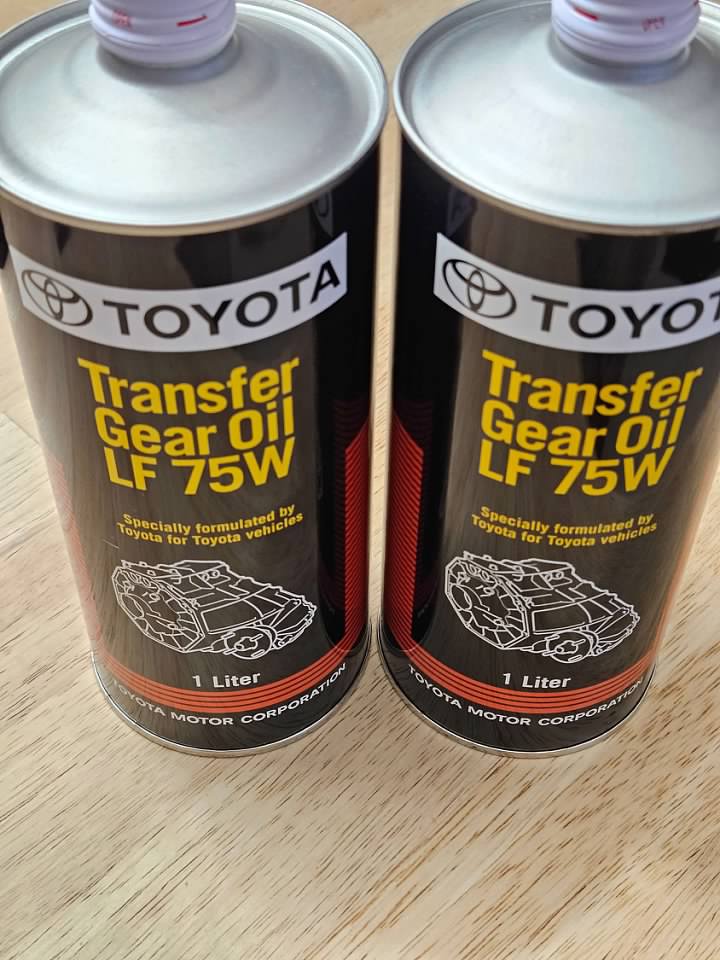 TOYOTA
Transfer
Gear Oil
LF 75W
Specially formulated by
Toyota for Toyota vehicles
1 Liter
TOYOTA MOTOR CORPORATION
TOYOT
Transfer
Gear Oil
LF 75W
Specially formulated by
Toyota for Toyota vehicles
1 Liter
TOYOTA MOTOR CORPORATION